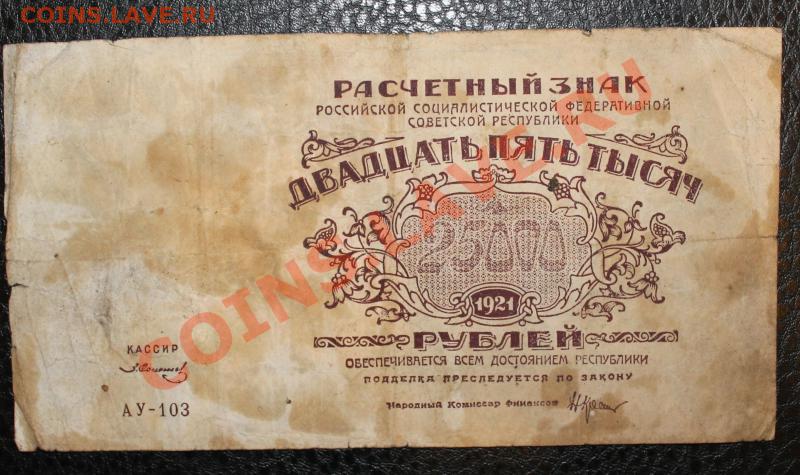 COINS.LAVE.RU
РАСЧЕТНЫЙ ЗНАК
РОССИЙСКОЙ СОЦИАЛИСТИЧЕСКОЙ ФЕДЕРАТИВНОЙ
СОВЕТСКОЙ РЕСПУБЛИКИ
ДВАДЦАТЬ ПЯТЬ ТЫСЯЧ
25000
1921
РУБЛЕЙ
ОБЕСПЕЧИВАЕТСЯ ВСЕМ ДОСТОЯНИЕМ РЕСПУБЛИКИ
ПОДДЕЛКА ПРЕСЛЕДУЕТСЯ ПО ЗАКОНУ
Народный Комиссар финансов
КАССИР
АУ-103
COINS.LAVE.RU